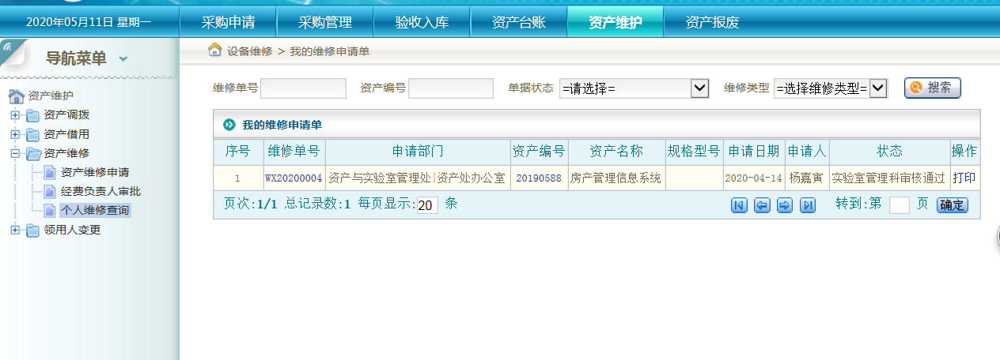 2020年05月11日 星期一 采购申请 采购管理 验收入库 资产台账 资产维护 资产报废
导航菜单
设备维修 > 我的维修申请单
维修单号 资产编号 单据状态 =请选择= 维修类型 =选择维修类型= 搜索
资产维护
资产调拨
资产借用
资产维修
资产维修申请
经费负责人审批
个人维修查询
领用人变更
我的维修申请单
序号 维修单号 申请部门 资产编号 资产名称 规格型号 申请日期 申请人 状态 操作
1 WX20200004 资产与实验室管理处|资产处办公室 20190588 房产管理信息系统 2020-04-14 杨嘉寅 实验室管理科审核通过 打印
页次:1/1 总记录数:1 每页显示:20 条 转到:第 页 确定